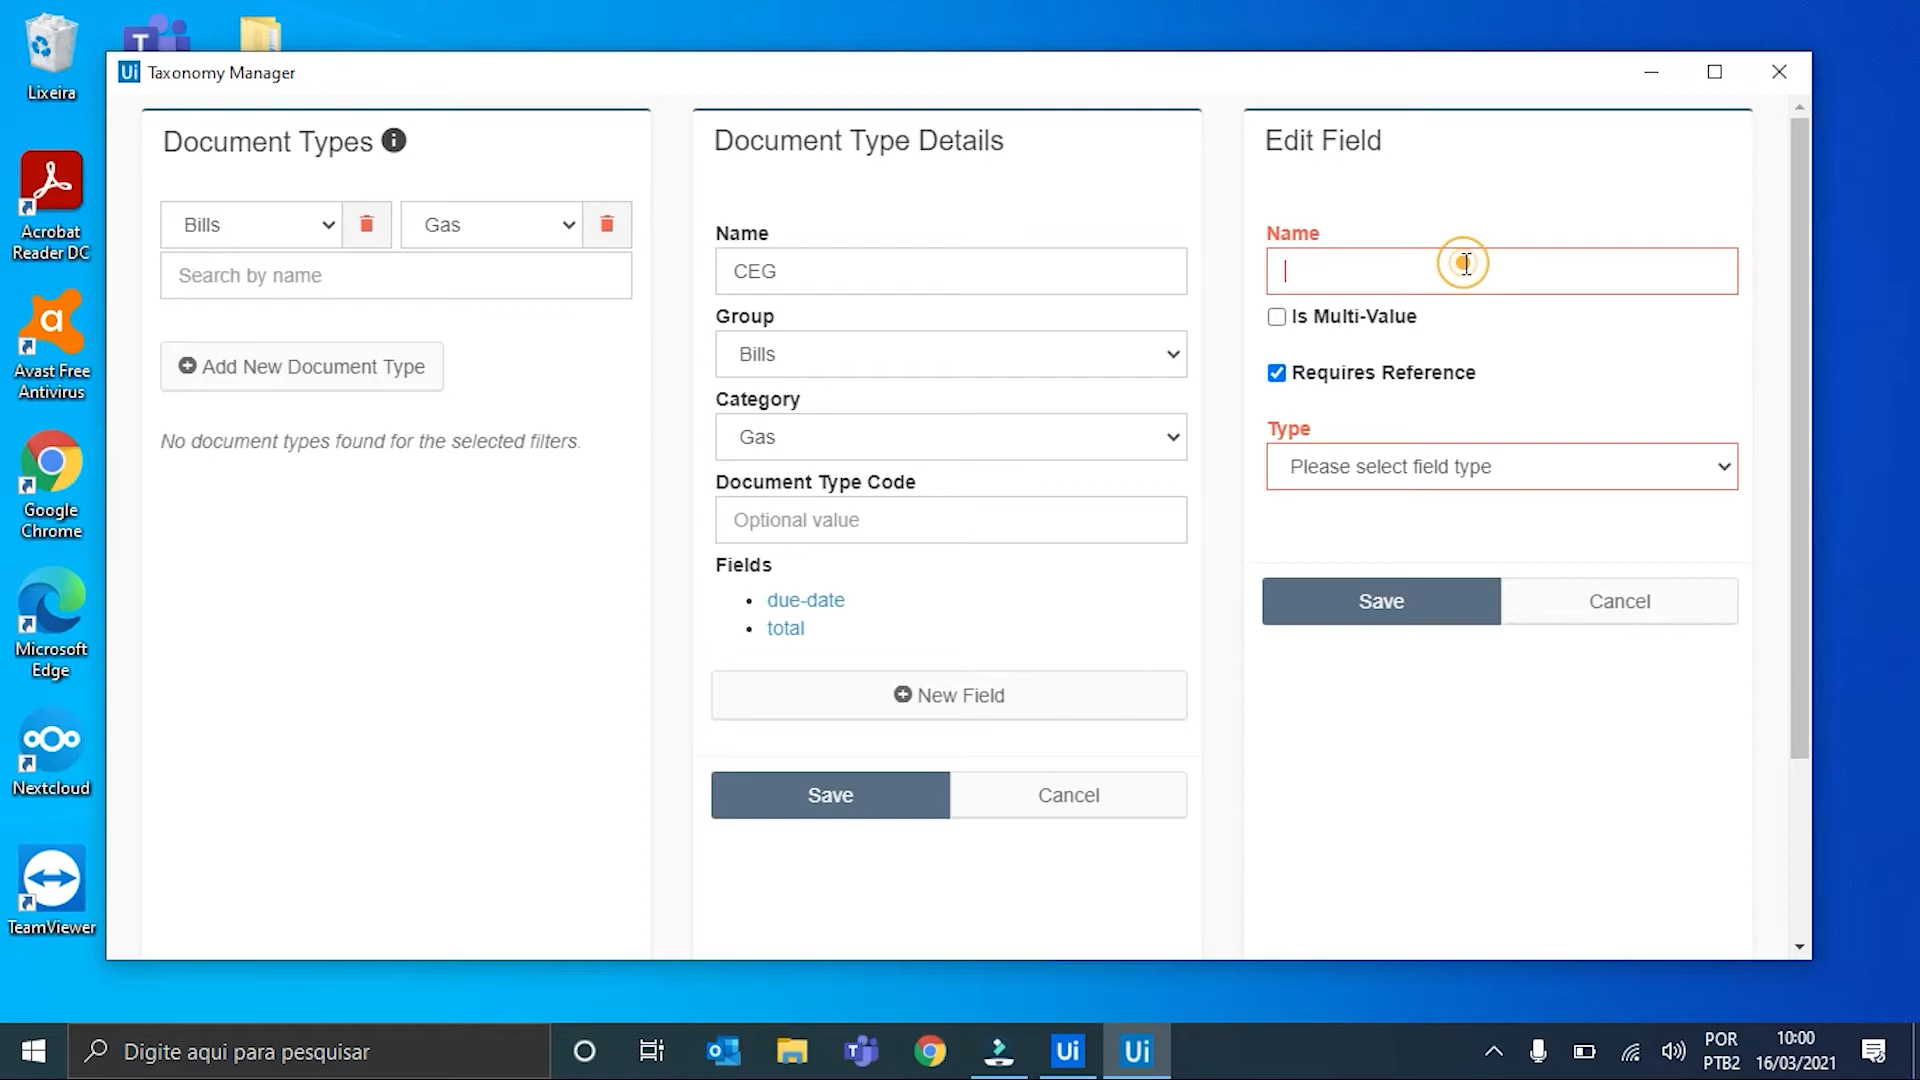 Lixeira
Acrobat
Reader DC
Avast Free
Antivirus
Google
Chrome
Microsoft
Edge
Nextcloud
TeamViewer
T
Ui Taxonomy Manager
Document Types
Bills
Gas
Search by name
Add New Document Type
No document types found for the selected filters.
Document Type Details
Name
CEG
Group
Bills
Category
Gas
Document Type Code
Optional value
Fields
• due-date
• total
New Field
Save
Cancel
Edit Field
Name
Is Multi-Value
Requires Reference
Type
Please select field type
Save
Cancel
Digite aqui para pesquisar
Ui
Ui
POR
PTB2
10:00
16/03/2021